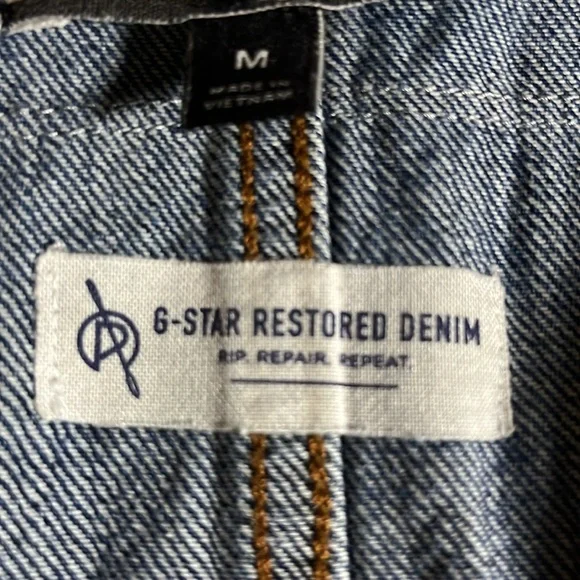 M
MADE IN
VIETNAM
G-STAR RESTORED DENIM
RIP. REPAIR. REPEAT.